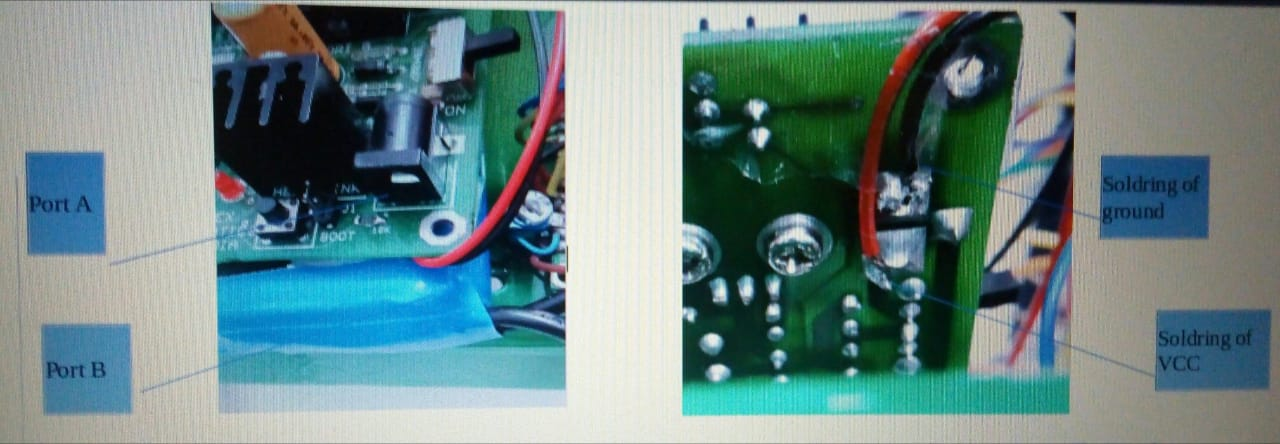 Port A
ON
BOOT
Port B
Soldring of
ground
Soldring of
VCC